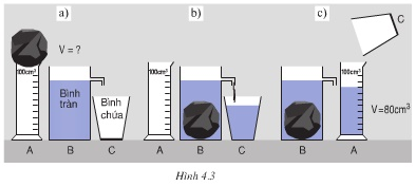 a)
V = ?
100cm³
Bình
tràn
Bình
chứa
A
B
C
b)
100cm³
A
B
C
c)
C
100cm³
V=80cm³
B
A
Hình 4.3